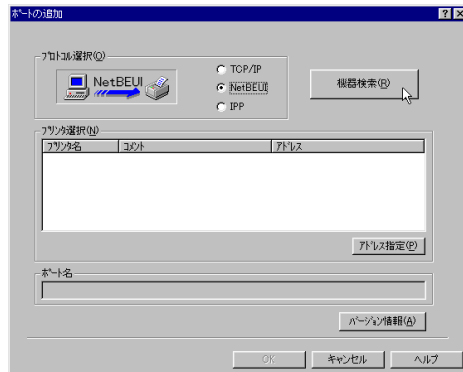 ポートの追加
プロトコル選択(O)
NetBEUI
TCP/IP
NetBEUI
IPP
機器検索(R)
プリンタ選択(N)
プリンタ名 コメント アドレス
アドレス指定(P)
ポート名
バージョン情報(A)
OK キャンセル ヘルプ